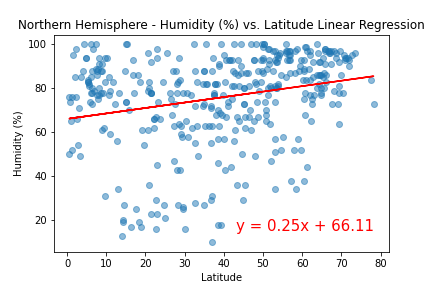 Northern Hemisphere - Humidity (%) vs. Latitude Linear Regression
100
80
60
40
20
Humidity (%)
y = 0.25x + 66.11
0 10 20 30 40 50 60 70 80
Latitude